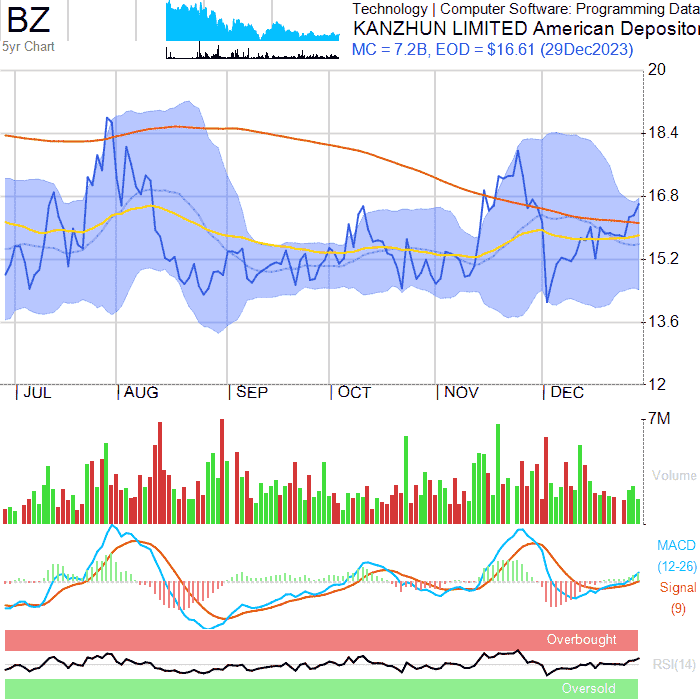 BZ
5yr Chart
Technology | Computer Software: Programming Data
KANZHUN LIMITED American Depositor
MC = 7.2B, EOD = $16.61 (29Dec2023)
20
18.4
16.8
15.2
13.6
12
| JUL | AUG | SEP | OCT | NOV | DEC
7M
Volume
MACD
(12-26)
Signal
(9)
Overbought
RSI(14)
Oversold